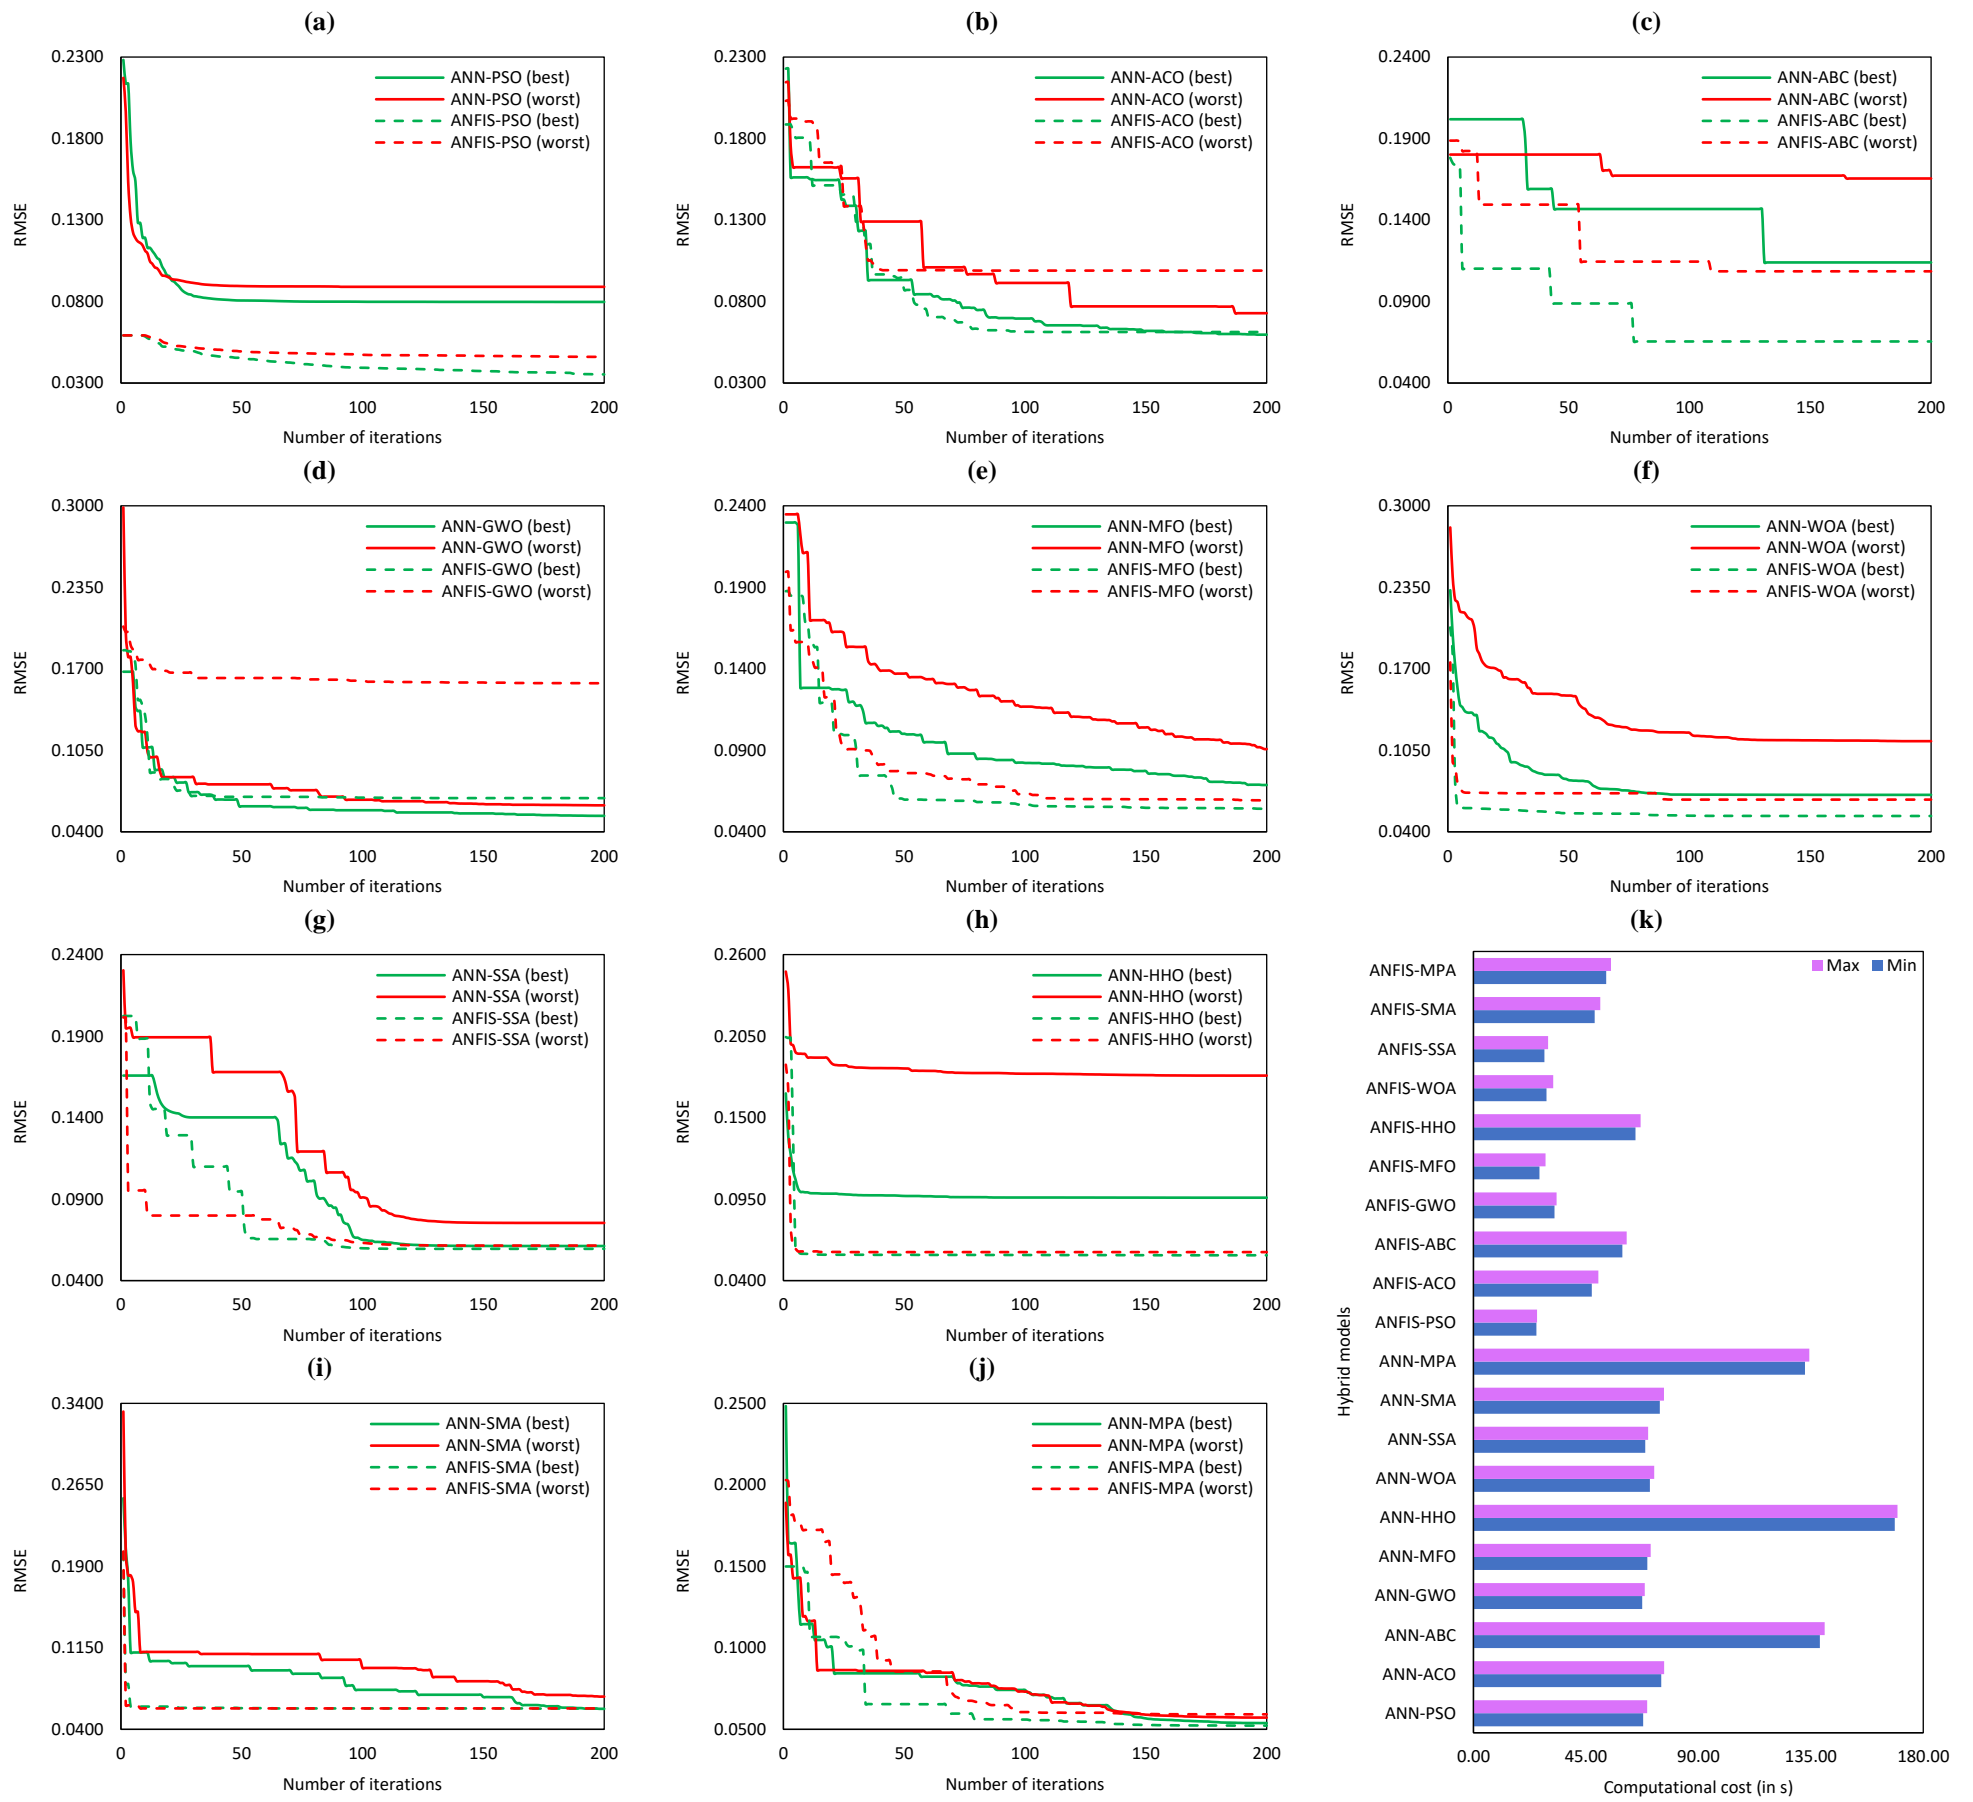 (a)
0.2300
0.1800
0.1300
0.0800
0.0300
RMSE
ANN-PSO (best)
ANN-PSO (worst)
ANFIS-PSO (best)
ANFIS-PSO (worst)
0 50 100 150 200
Number of iterations
(b)
0.2300
0.1800
0.1300
0.0800
0.0300
RMSE
ANN-ACO (best)
ANN-ACO (worst)
ANFIS-ACO (best)
ANFIS-ACO (worst)
0 50 100 150 200
Number of iterations
(c)
0.2400
0.1900
0.1400
0.0900
0.0400
RMSE
ANN-ABC (best)
ANN-ABC (worst)
ANFIS-ABC (best)
ANFIS-ABC (worst)
0 50 100 150 200
Number of iterations
(d)
0.3000
0.2350
0.1700
0.1050
0.0400
RMSE
ANN-GWO (best)
ANN-GWO (worst)
ANFIS-GWO (best)
ANFIS-GWO (worst)
0 50 100 150 200
Number of iterations
(e)
0.2400
0.1900
0.1400
0.0900
0.0400
RMSE
ANN-MFO (best)
ANN-MFO (worst)
ANFIS-MFO (best)
ANFIS-MFO (worst)
0 50 100 150 200
Number of iterations
(f)
0.3000
0.2350
0.1700
0.1050
0.0400
RMSE
ANN-WOA (best)
ANN-WOA (worst)
ANFIS-WOA (best)
ANFIS-WOA (worst)
0 50 100 150 200
Number of iterations
(g)
0.2400
0.1900
0.1400
0.0900
0.0400
RMSE
ANN-SSA (best)
ANN-SSA (worst)
ANFIS-SSA (best)
ANFIS-SSA (worst)
0 50 100 150 200
Number of iterations
(h)
0.2600
0.2050
0.1500
0.0950
0.0400
RMSE
ANN-HHO (best)
ANN-HHO (worst)
ANFIS-HHO (best)
ANFIS-HHO (worst)
0 50 100 150 200
Number of iterations
(i)
0.3400
0.2650
0.1900
0.1150
0.0400
RMSE
ANN-SMA (best)
ANN-SMA (worst)
ANFIS-SMA (best)
ANFIS-SMA (worst)
0 50 100 150 200
Number of iterations
(j)
0.2500
0.2000
0.1500
0.1000
0.0500
RMSE
ANN-MPA (best)
ANN-MPA (worst)
ANFIS-MPA (best)
ANFIS-MPA (worst)
0 50 100 150 200
Number of iterations
(k)
Max Min
Hybrid models
ANFIS-MPA
ANFIS-SMA
ANFIS-SSA
ANFIS-WOA
ANFIS-HHO
ANFIS-MFO
ANFIS-GWO
ANFIS-ABC
ANFIS-ACO
ANFIS-PSO
ANN-MPA
ANN-SMA
ANN-SSA
ANN-WOA
ANN-HHO
ANN-MFO
ANN-GWO
ANN-ABC
ANN-ACO
ANN-PSO
0.00 45.00 90.00 135.00 180.00
Computational cost (in s)